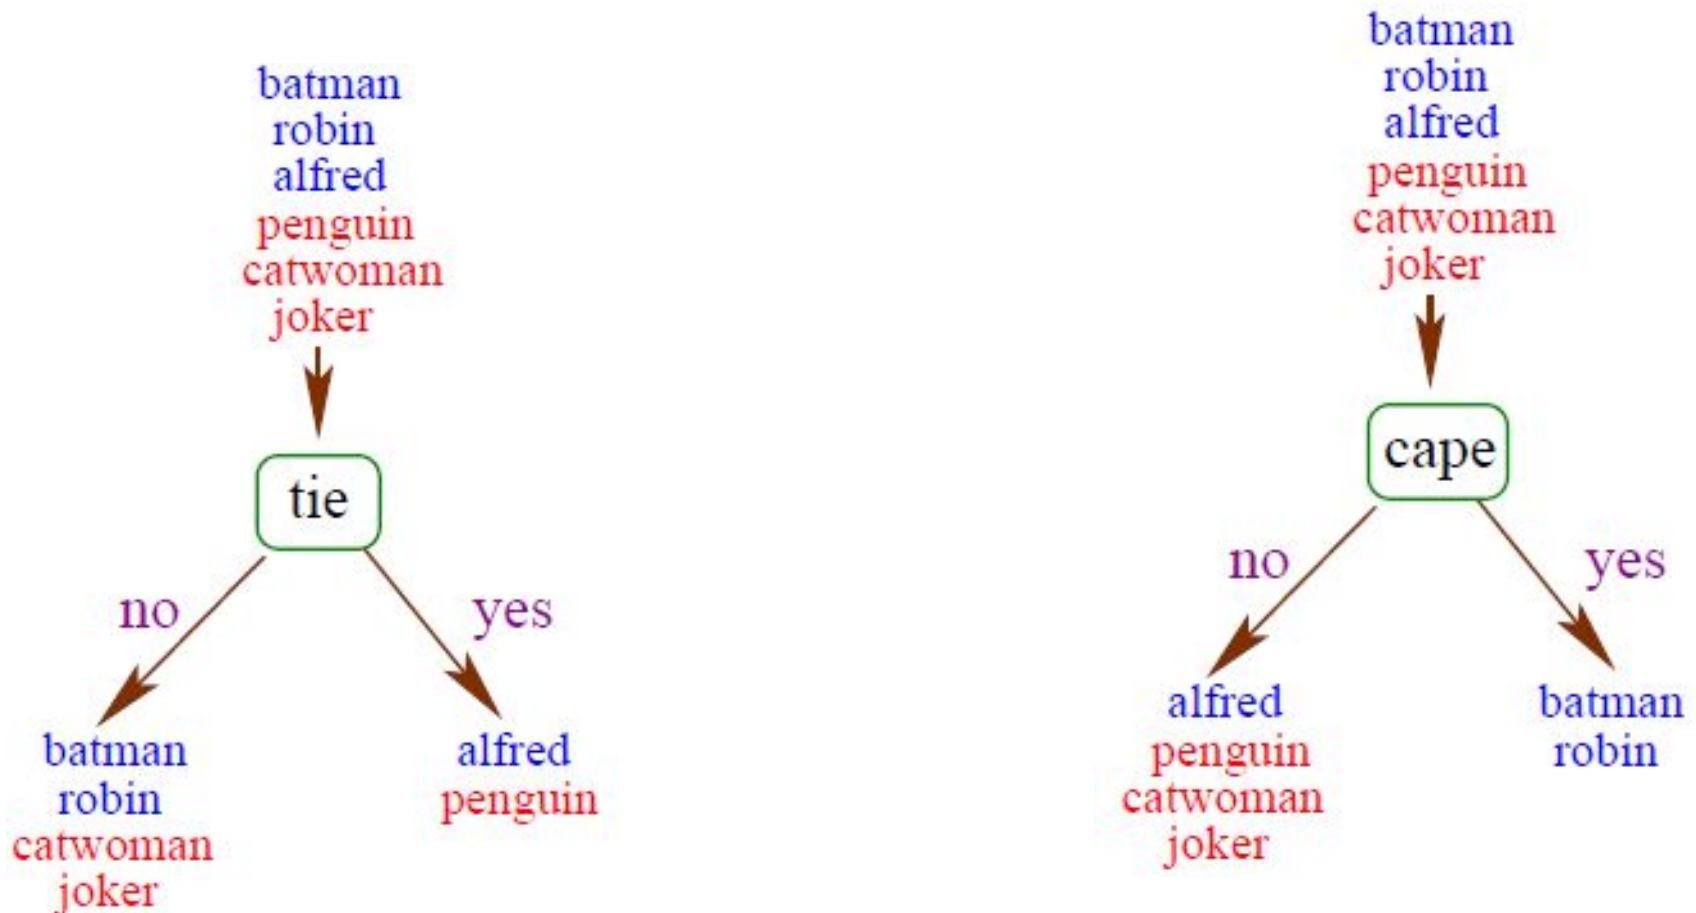 batman
robin
alfred
penguin
catwoman
joker
tie
no
yes
batman
robin
catwoman
joker
alfred
penguin
batman
robin
alfred
penguin
catwoman
joker
cape
no
yes
alfred
penguin
catwoman
joker
batman
robin